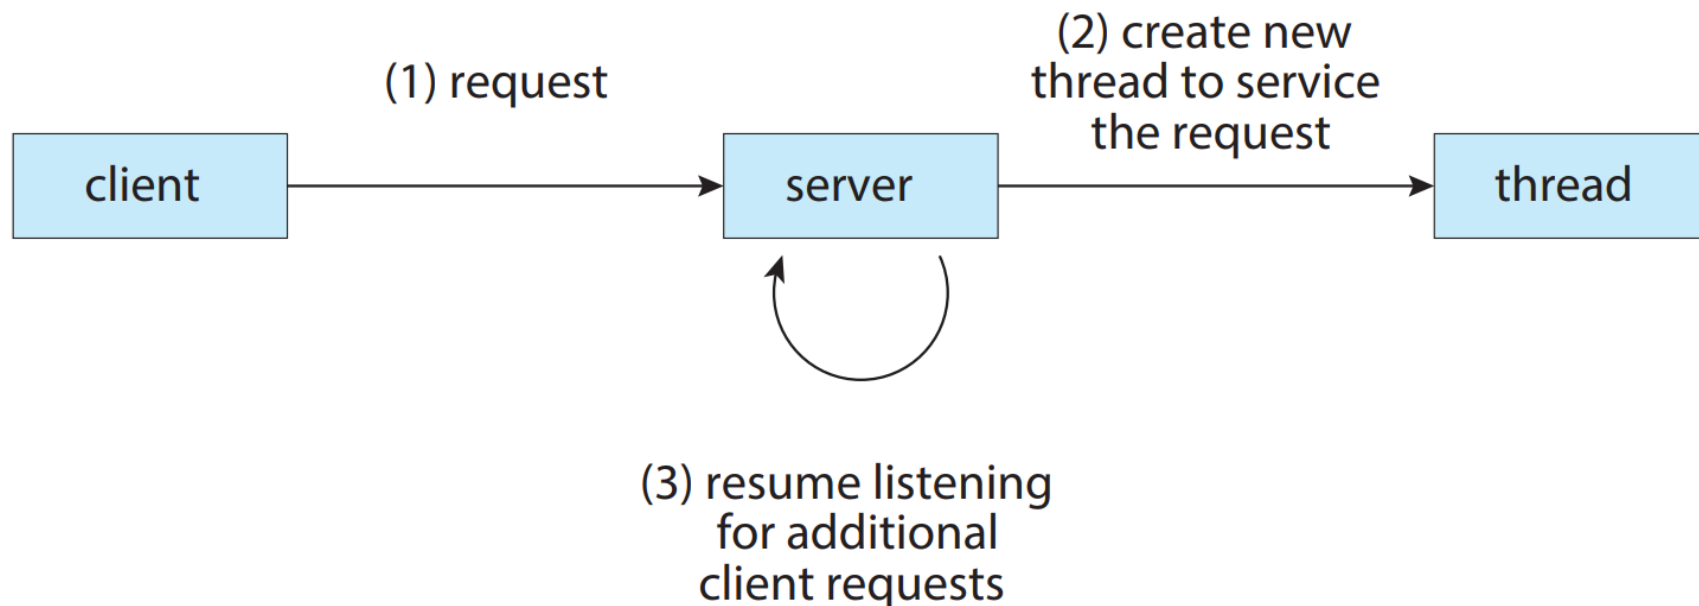 (1) request
(2) create new
thread to service
the request
client
server
thread
(3) resume listening
for additional
client requests